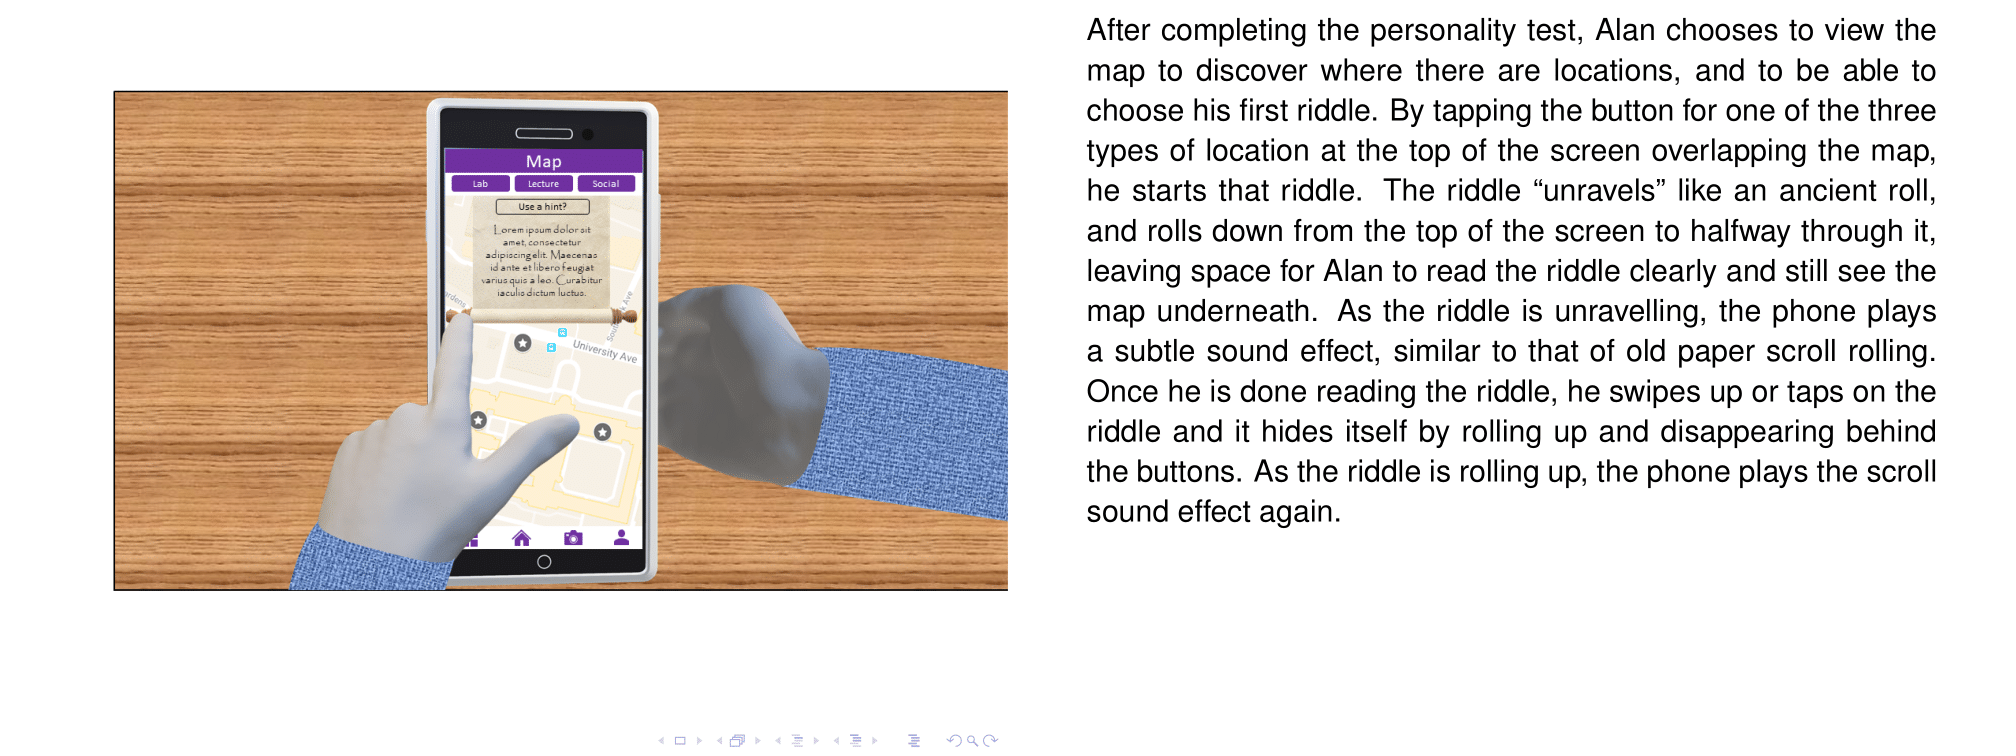 Map
Lab Lecture Social
Use a hint?
Lorem ipsum dolor sit
amet, consectetur
adipiscing elit. Maecenas
id ante et libero feugiat
varius quis a leo. Curabitur
iaculis dictum luctus.
University Ave
After completing the personality test, Alan chooses to view the
map to discover where there are locations, and to be able to
choose his first riddle. By tapping the button for one of the three
types of location at the top of the screen overlapping the map,
he starts that riddle. The riddle “unravels” like an ancient roll,
and rolls down from the top of the screen to halfway through it,
leaving space for Alan to read the riddle clearly and still see the
map underneath. As the riddle is unravelling, the phone plays
a subtle sound effect, similar to that of old paper scroll rolling.
Once he is done reading the riddle, he swipes up or taps on the
riddle and it hides itself by rolling up and disappearing behind
the buttons. As the riddle is rolling up, the phone plays the scroll
sound effect again.